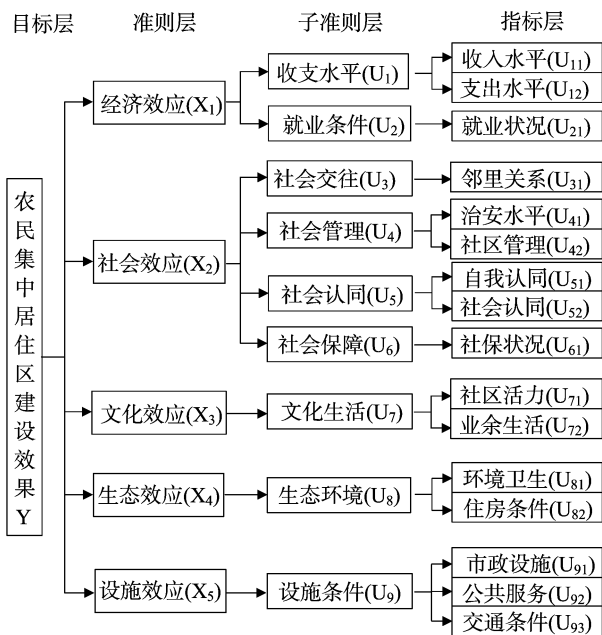 目标层 准则层 子准则层 指标层
农民集中居住区建设效果Y
经济效应(X₁)
收支水平(U₁)
收入水平(U₁₁)
支出水平(U₁₂)
就业条件(U₂)
就业状况(U₂₁)
社会效应(X₂)
社会交往(U₃)
邻里关系(U₃₁)
社会管理(U₄)
治安水平(U₄₁)
社区管理(U₄₂)
社会认同(U₅)
自我认同(U₅₁)
社会认同(U₅₂)
社会保障(U₆)
社保状况(U₆₁)
文化效应(X₃)
文化生活(U₇)
社区活力(U₇₁)
业余生活(U₇₂)
生态效应(X₄)
生态环境(U₈)
环境卫生(U₈₁)
住房条件(U₈₂)
设施效应(X₅)
设施条件(U₉)
市政设施(U₉₁)
公共服务(U₉₂)
交通条件(U₉₃)